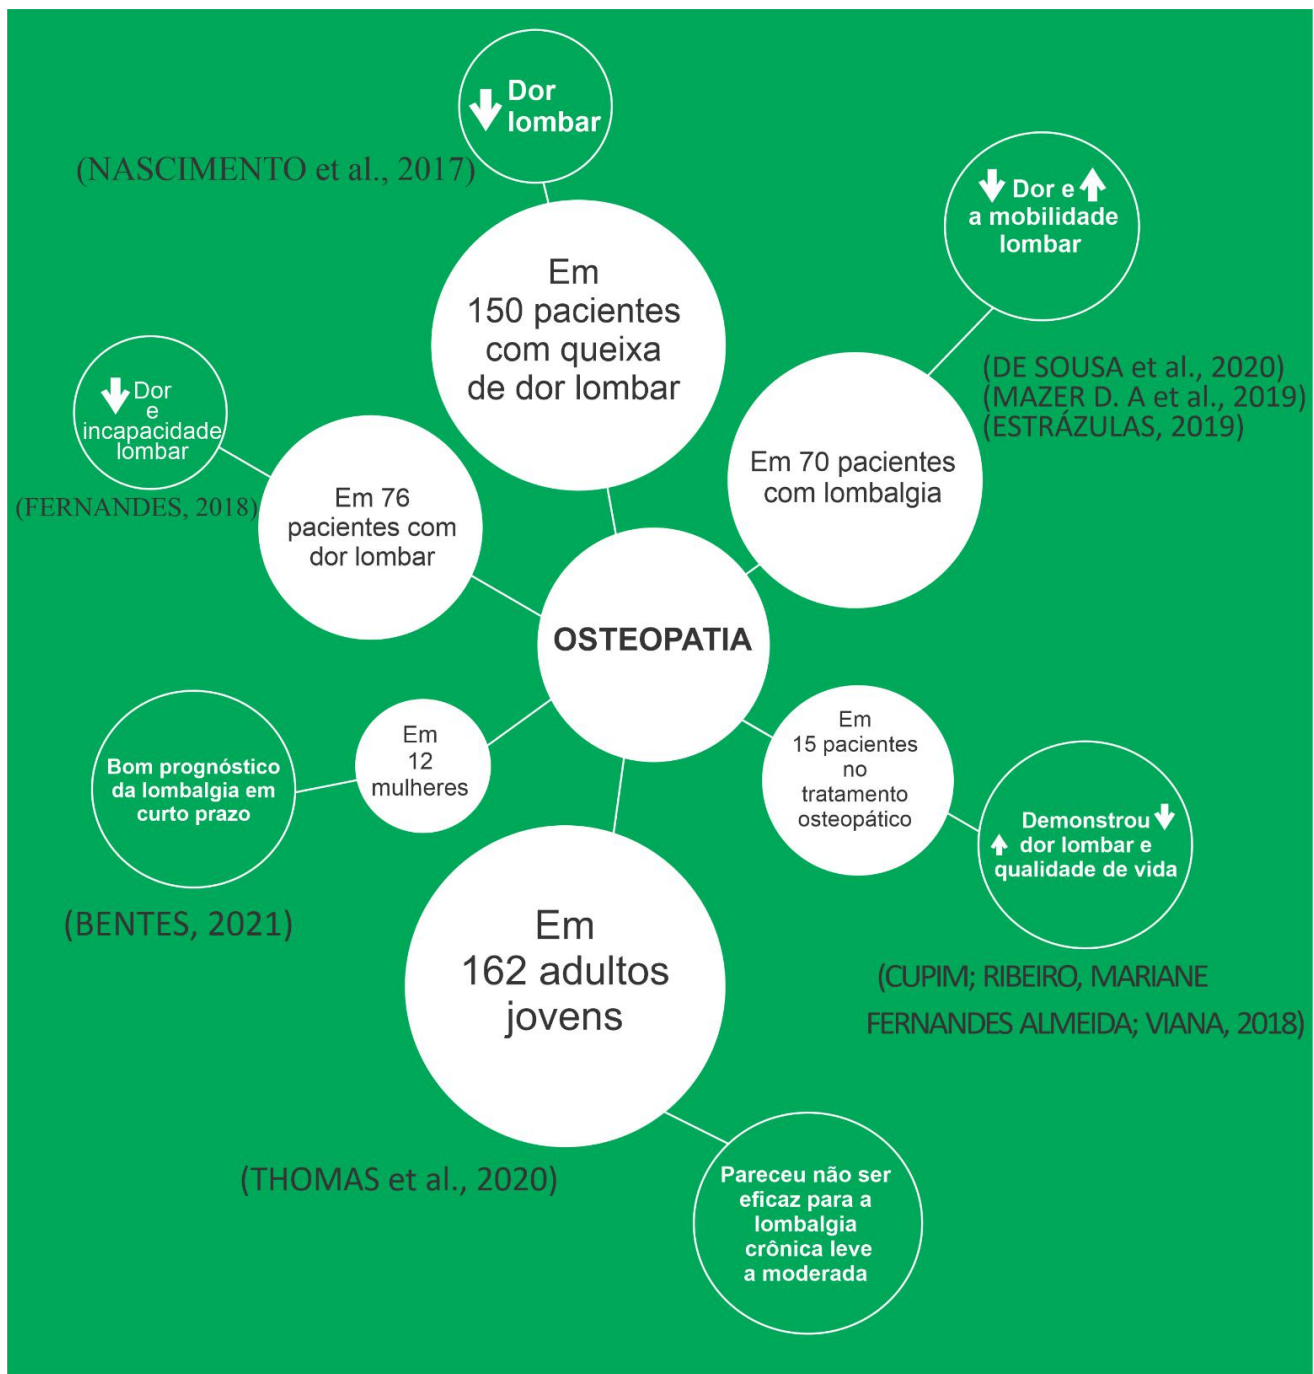 ↓ Dor
lombar
(NASCIMENTO et al., 2017)
Em
150 pacientes
com queixa
de dor lombar
↓ Dor e ↑
a mobilidade
lombar
(DE SOUSA et al., 2020)
(MAZER D. A et al., 2019)
(ESTRÁZULAS, 2019)
Em 70 pacientes
com lombalgia
↓ Dor
e
incapacidade
lombar
(FERNANDES, 2018)
Em 76
pacientes com
dor lombar
OSTEOPATIA
Em
12
mulheres
Bom prognóstico
da lombalgia em
curto prazo
(BENTES, 2021)
Em
15 pacientes
no
tratamento
osteopático
Demonstrou ↓
↑ dor lombar e
qualidade de vida
(CUPIM; RIBEIRO, MARIANE
FERNANDES ALMEIDA; VIANA, 2018)
Em
162 adultos
jovens
(THOMAS et al., 2020)
Pareceu não ser
eficaz para a
lombalgia
crônica leve
a moderada